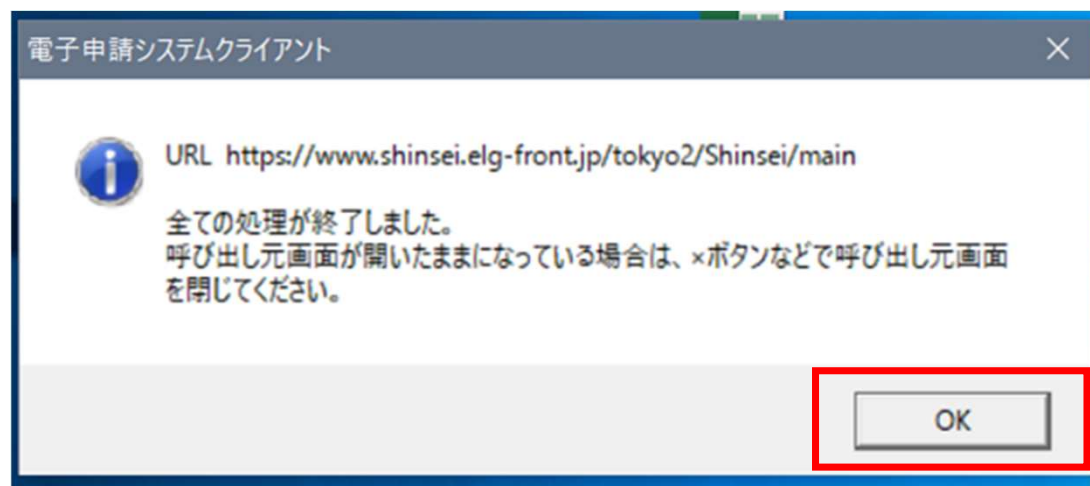 電子申請システムクライアント
URL https://www.shinsei.elg-front.jp/tokyo2/Shinsei/main
全ての処理が終了しました。
呼び出し元画面が開いたままになっている場合は、×ボタンなどで呼び出し元画面
を閉じてください。
OK